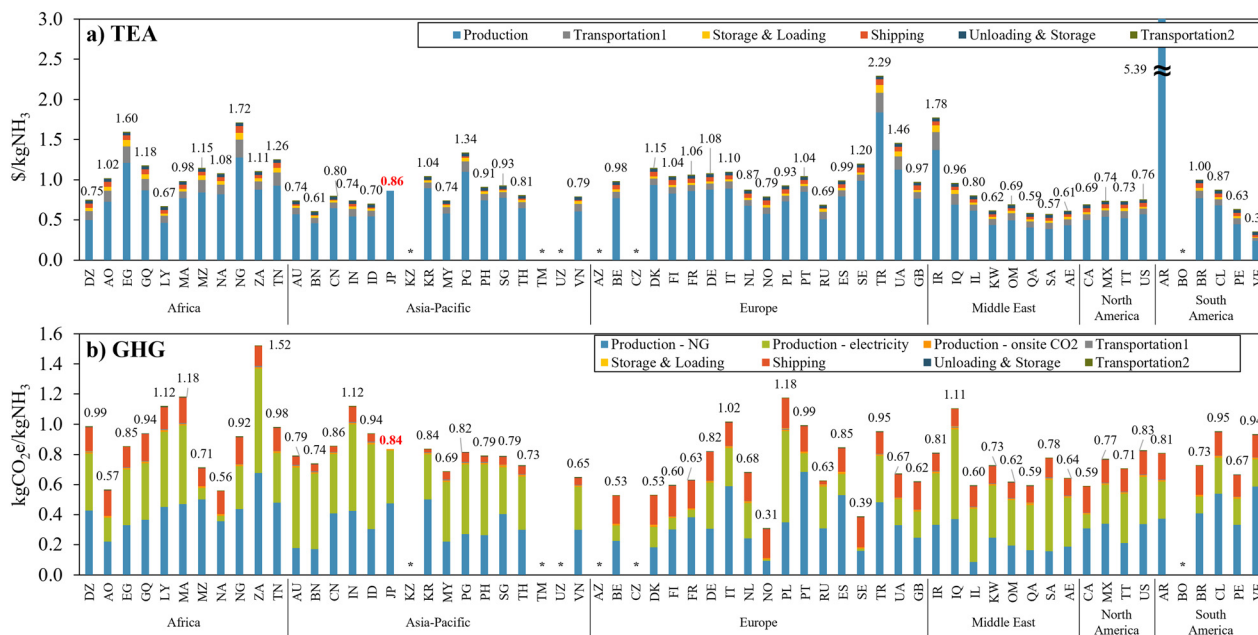 a) TEA
Production Transportation1 Storage & Loading Shipping Unloading & Storage Transportation2
$/kgNH3
3.0
2.5
2.0
1.5
1.0
0.5
0.0
0.75 1.02 1.60 1.18 0.67 0.98 1.15 1.08 1.72 1.11 1.26 0.74 0.61 0.80 0.74 0.70 0.86 * 1.04 0.74 1.34 0.91 0.93 0.81 * * 0.79 * 0.98 * 1.15 1.04 1.06 1.08 1.10 0.87 0.79 0.93 1.04 0.69 0.99 1.20 2.29 1.46 0.97 1.78 0.96 0.80 0.62 0.69 0.59 0.57 0.61 0.69 0.74 0.73 0.76 5.39 * 1.00 0.87 0.63
DZ AO EG GQ LY MA MZ NA NG ZA TN AU BN CN IN ID JP KZ KR MY PG PH SG TH TM UZ VN AZ BE CZ DK FI FR DE IT NL NO PL PT RU ES SE TR UA GB IR IQ IL KW OM QA SA AE CA MX TT US AR BO BR CL PE VE
Africa Asia-Pacific Europe Middle East North America South America
b) GHG
Production - NG Production - electricity Production - onsite CO2 Transportation1
Storage & Loading Shipping Unloading & Storage Transportation2
kgCO2e/kgNH3
1.6
1.4
1.2
1.0
0.8
0.6
0.4
0.2
0.0
0.99 0.57 0.85 0.94 1.12 1.18 0.71 0.56 0.92 1.52 0.98 0.79 0.74 0.86 1.12 0.94 0.84 * 0.84 0.69 0.82 0.79 0.79 0.73 * * 0.65 * 0.53 * 0.53 0.60 0.63 0.82 1.02 0.68 0.31 1.18 0.99 0.63 0.85 0.39 0.95 0.67 0.62 0.81 1.11 0.60 0.73 0.62 0.59 0.78 0.64 0.59 0.77 0.71 0.83 0.81 * 0.73 0.95 0.67 0.94
DZ AO EG GQ LY MA MZ NA NG ZA TN AU BN CN IN ID JP KZ KR MY PG PH SG TH TM UZ VN AZ BE CZ DK FI FR DE IT NL NO PL PT RU ES SE TR UA GB IR IQ IL KW OM QA SA AE CA MX TT US AR BO BR CL PE VE
Africa Asia-Pacific Europe Middle East North America South America